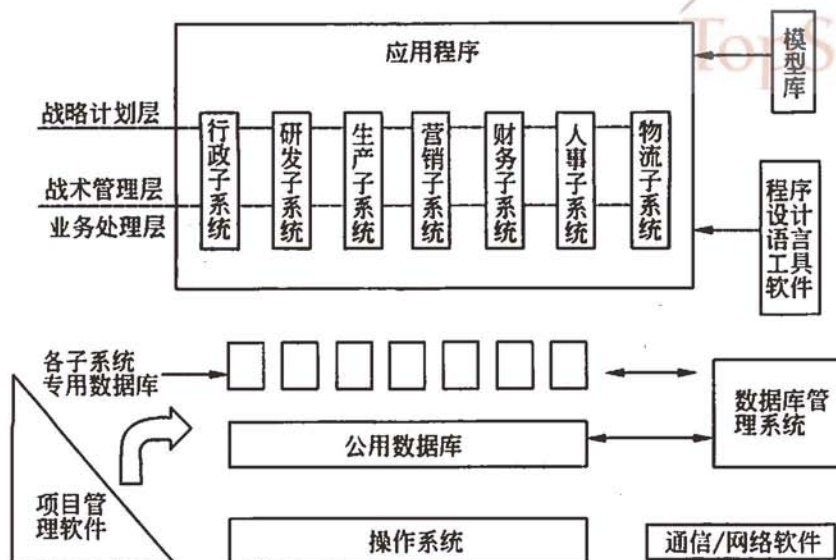 TopS
应用程序
模型库
战略计划层
战术管理层
业务处理层
行政子系统
研发子系统
生产子系统
营销子系统
财务子系统
人事子系统
物流子系统
程序设计语言工具软件
各子系统
专用数据库
数据库管
理系统
公用数据库
项目管
理软件
操作系统
通信/网络软件